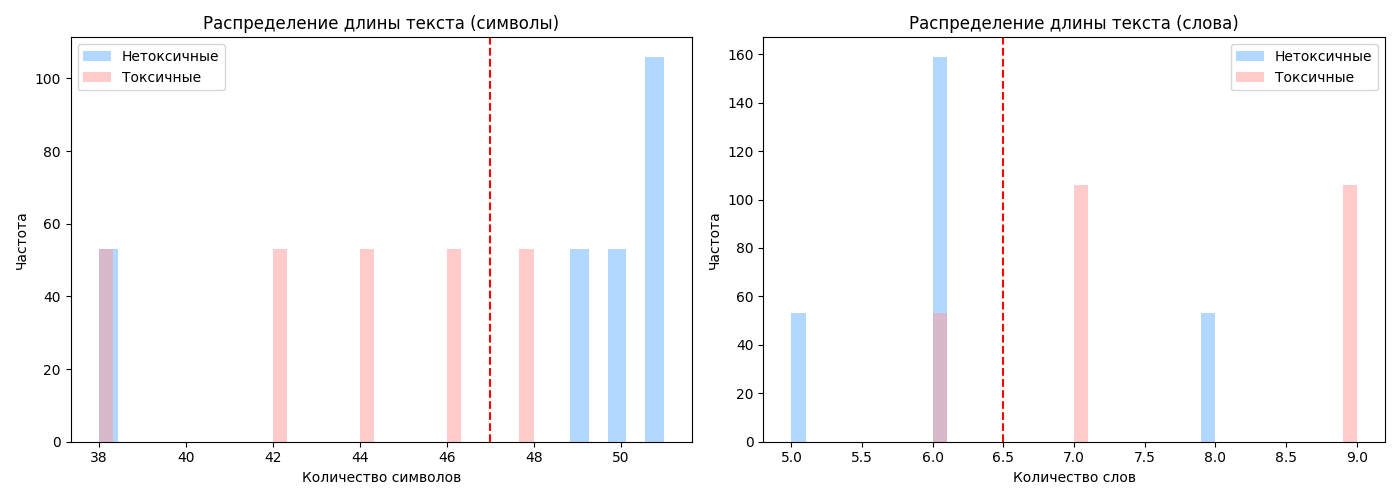 Распределение длины текста (символы)
Нетоксичные
Токсичные
Частота
100
80
60
40
20
0
38 40 42 44 46 48 50
Количество символов
Распределение длины текста (слова)
Нетоксичные
Токсичные
Частота
160
140
120
100
80
60
40
20
0
5.0 5.5 6.0 6.5 7.0 7.5 8.0 8.5 9.0
Количество слов